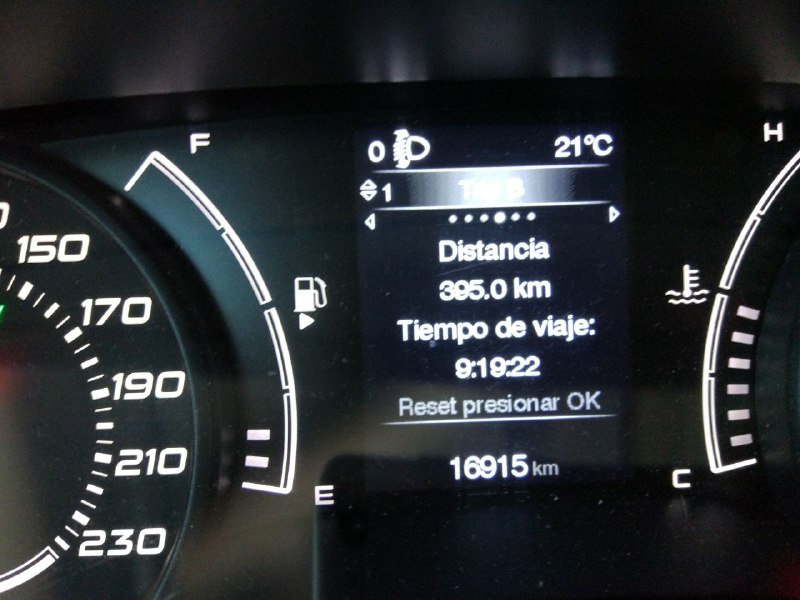 F
0 21°C
H
1 Trip B
150
170
190
210
230
Distancia
395.0 km
Tiempo de viaje:
9:19:22
Reset presionar OK
16915 km
E
C